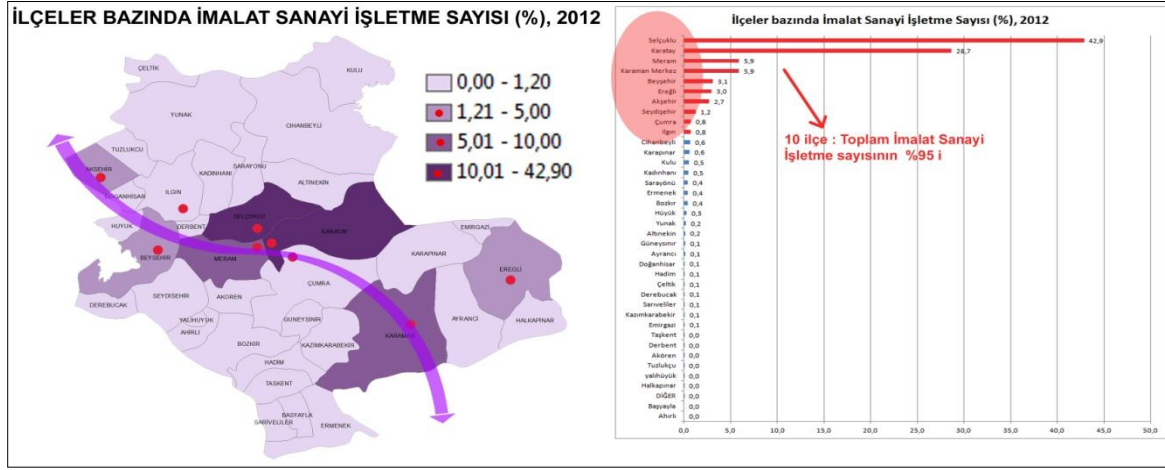 İLÇELER BAZINDA İMALAT SANAYİ İŞLETME SAYISI (%), 2012
ÇELTİK
KULU
YUNAK
CIHANBEYLI
TUZLUKCU
AKSEHIR
SARAYONU
KADINHANI
ILGIN
ALTINEKIN
DOGANHISAR
SELCUKLU
DERBENT
HUYUK
KARATAY
EMIRGAZI
KARAPINAR
BEYSEHIR
MERAM
EREGLI
ÇUMRA
SEYDISEHIR
AKOREN
DEREBUCAK
YALIHUYUK
AHIRLI
GUNEYSINIR
AYRANCI
HALKAPINAR
KARAMAN
BOZKIR
KAZIMKARABEKIR
HADIM
TASKENT
BASYAYLA
SARIVELILER
ERMENEK
0,00 - 1,20
1,21 - 5,00
5,01 - 10,00
10,01 - 42,90
İlçeler bazında İmalat Sanayi İşletme Sayısı (%), 2012
Selçuklu 42,9
Karatay 28,7
Meram 5,9
Karaman Merkez 5,9
Beyşehir 3,1
Ereğli 3,0
Akşehir 2,7
Seydişehir 1,2
Çumra 0,8
Ilgın 0,8
Cihanbeyli 0,6
Karapınar 0,6
Kulu 0,5
Kadınhanı 0,5
Sarayönü 0,4
Ermenek 0,4
Bozkır 0,4
Hüyük 0,3
Yunak 0,2
Altınekin 0,2
Güneysınır 0,1
Ayrancı 0,1
Doğanhisar 0,1
Hadim 0,1
Çeltik 0,1
Derebucak 0,1
Sarıveliler 0,1
Kazımkarabekir 0,1
Emirgazi 0,1
Taşkent 0,0
Derbent 0,0
Akören 0,0
Tuzlukçu 0,0
yalıhüyük 0,0
Halkapınar 0,0
DİĞER 0,0
Başyayla 0,0
Ahırlı 0,0
10 ilçe : Toplam İmalat Sanayi
İşletme sayısının %95 i
0,0 5,0 10,0 15,0 20,0 25,0 30,0 35,0 40,0 45,0 50,0